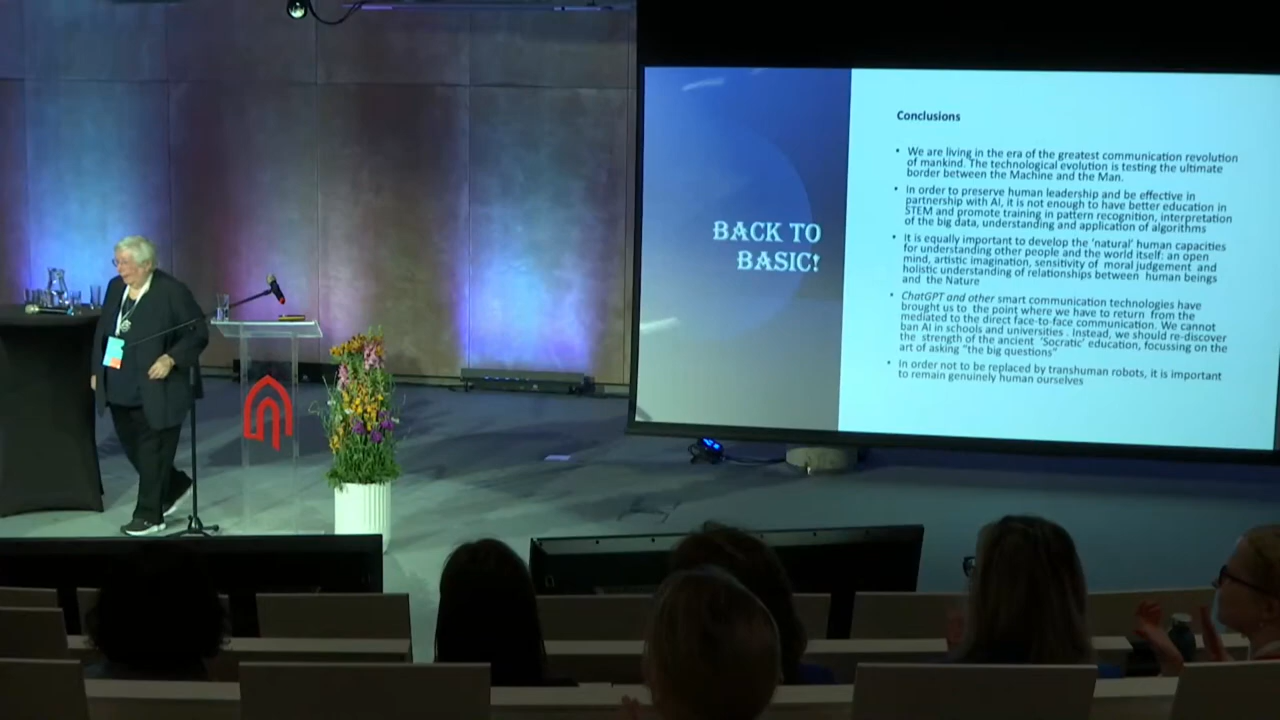 BACK TO
BASIC!
Conclusions
• We are living in the era of the greatest communication revolution
of mankind. The technological evolution is testing the ultimate
border between the Machine and the Man.
• In order to preserve human leadership and be effective in
partnership with AI, it is not enough to have better education in
STEM and promote training in pattern recognition, interpretation
of the big data, understanding and application of algorithms
• It is equally important to develop the ‘natural’ human capacities
for understanding other people and the world itself: an open
mind, artistic imagination, sensitivity of moral judgement and
holistic understanding of relationships between human beings
and the Nature
• ChatGPT and other smart communication technologies have
brought us to the point where we have to return from the
mediated to the direct face-to-face communication. We cannot
ban AI in schools and universities . Instead, we should re-discover
the strength of the ancient ‘Socratic’ education, focussing on the
art of asking “the big questions”
• In order not to be replaced by transhuman robots, it is important
to remain genuinely human ourselves